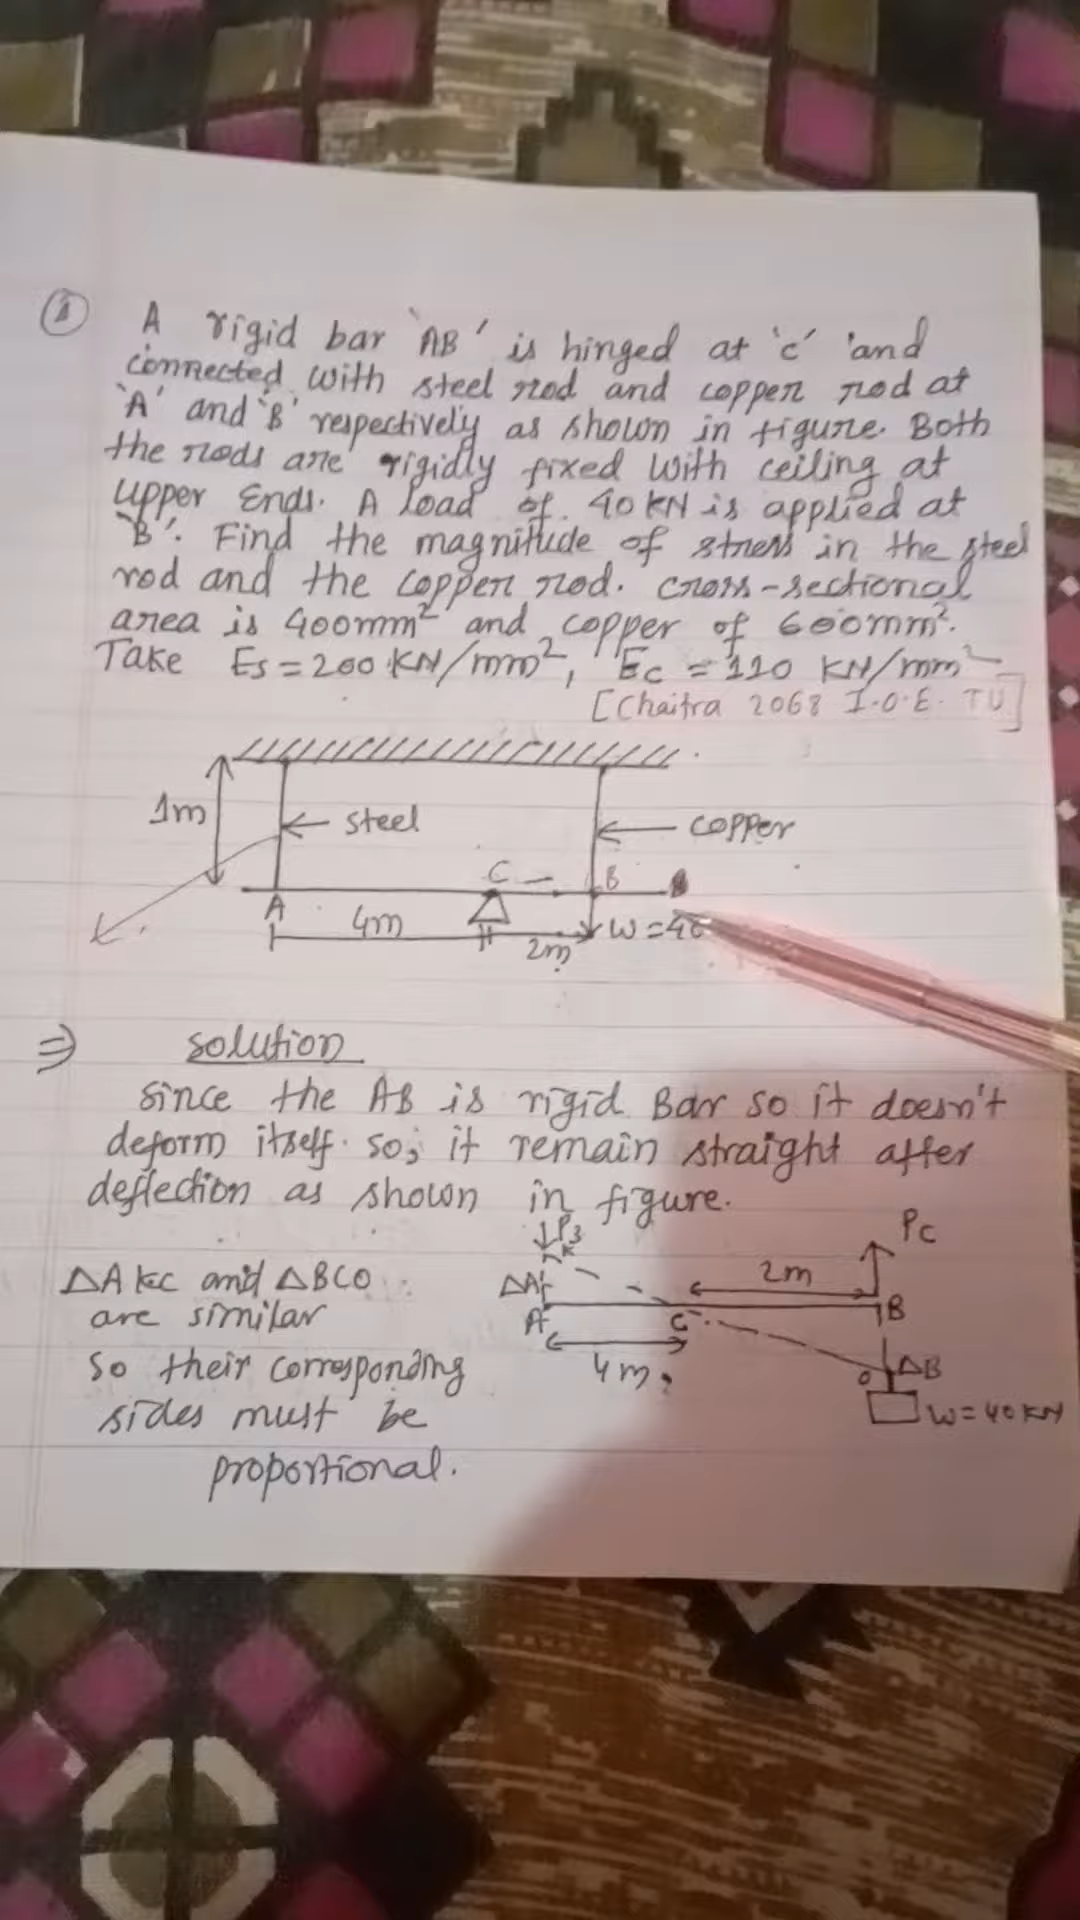 1
A rigid bar 'AB' is hinged at 'c' and
connected with steel rod and copper rod at
'A' and 'B' respectively as shown in figure. Both
the rods are rigidly fixed with ceiling at
upper Ends. A load of 40 KN is applied at
'B'. Find the magnitude of stress in the steel
rod and the copper rod. cross-sectional
area is 400mm² and copper of 600mm².
Take Es = 200 KN/mm², Ec = 110 KN/mm²
[Chaitra 2068 I.O.E. TU]
1m
steel
copper
C
B
A
4m
2m
W = 40
⇒ solution
since the AB is rigid Bar so it doesn't
deform itself. so, it remain straight after
deflection as shown in figure.
↓Ps
K
Pc
ΔAKC and ΔBCO
are similar
ΔA
2m
A
C
B
4m
so their corresponding
sides must be
proportional.
O
ΔB
W = 40 KN